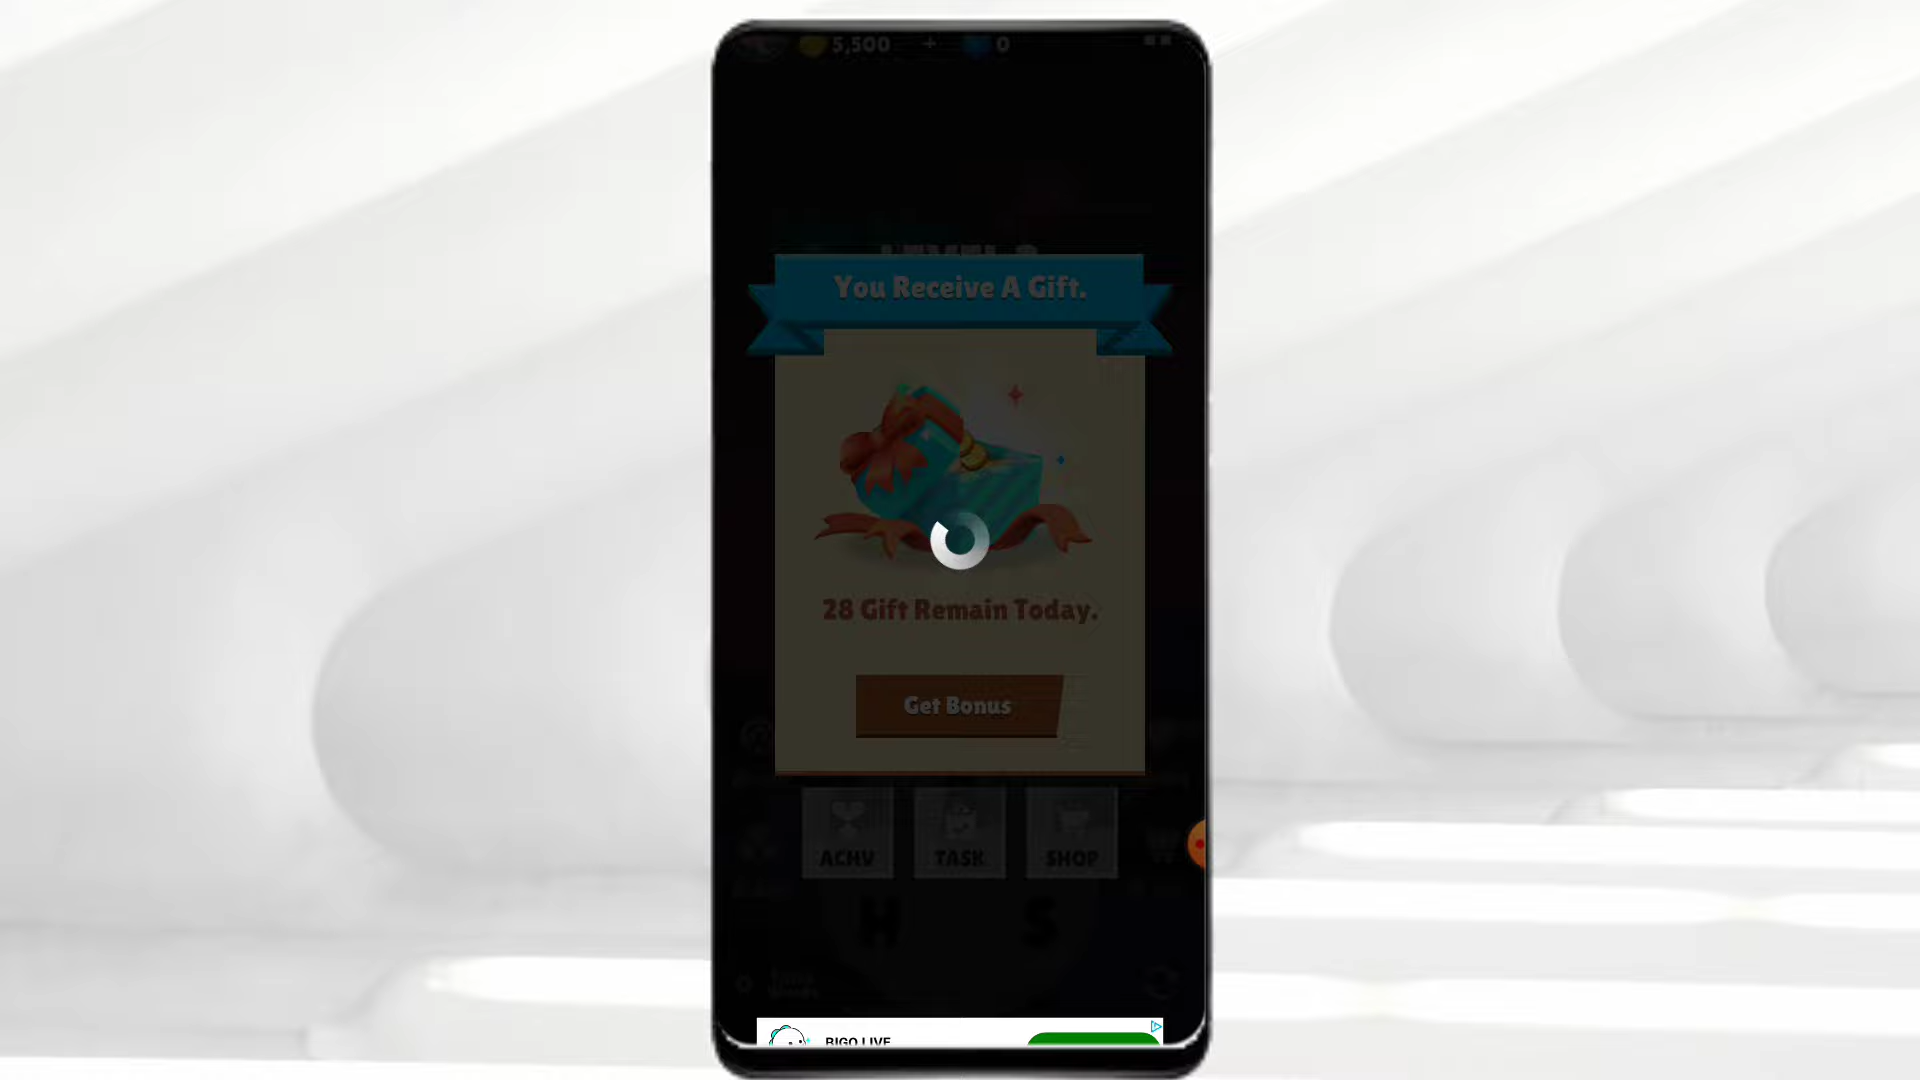 5,500 + 0
You Receive A Gift.
28 Gift Remain Today.
Get Bonus
ACHV TASK SHOP
H S
BIGO LIVE